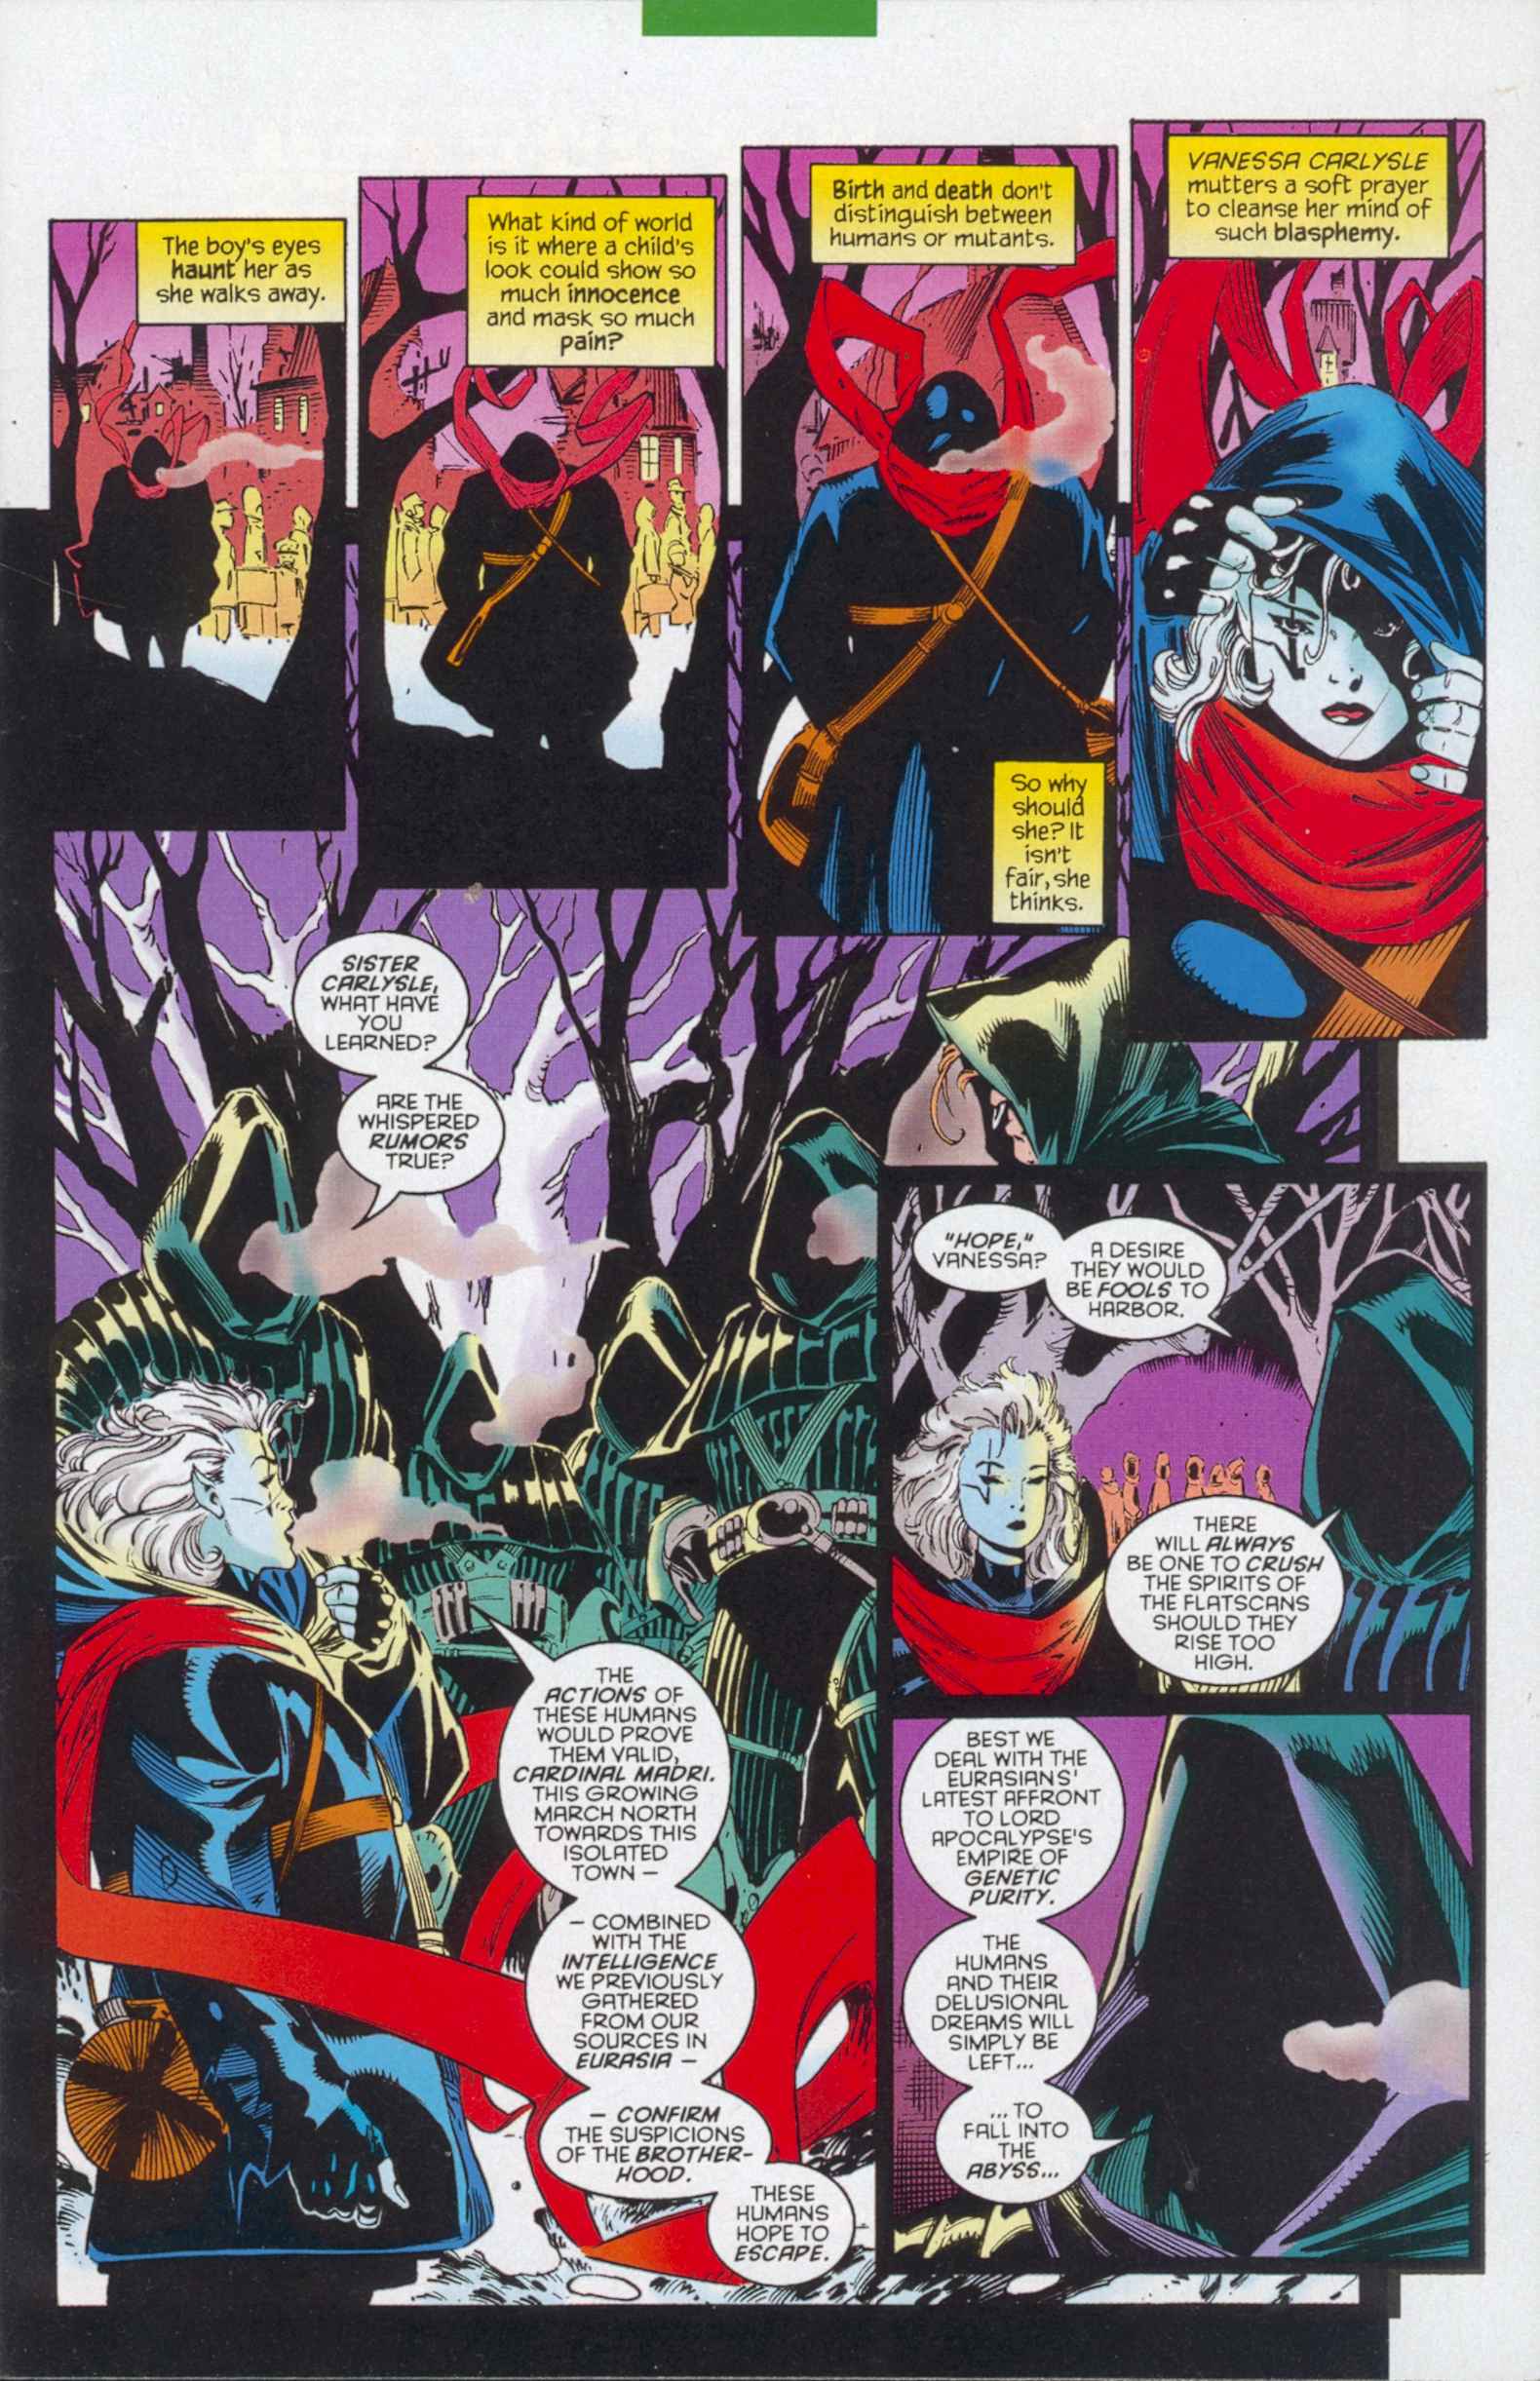 The boy's eyes
haunt her as
she walks away.
What kind of world
is it where a child's
look could show so
much innocence
and mask so much
pain?
Birth and death don't
distinguish between
humans or mutants.
So why
should
she? It
isn't
fair, she
thinks.
VANESSA CARLYSLE
mutters a soft prayer
to cleanse her mind of
such blasphemy.
SISTER
CARLYSLE,
WHAT HAVE
YOU
LEARNED?
ARE THE
WHISPERED
RUMORS
TRUE?
THE
ACTIONS OF
THESE HUMANS
WOULD PROVE
THEM VALID,
CARDINAL MADRI.
THIS GROWING
MARCH NORTH
TOWARDS THIS
ISOLATED
TOWN —
— COMBINED
WITH THE
INTELLIGENCE
WE PREVIOUSLY
GATHERED
FROM OUR
SOURCES IN
EURASIA —
— CONFIRM
THE SUSPICIONS
OF THE BROTHER-
HOOD.
THESE
HUMANS
HOPE TO
ESCAPE.
"HOPE,"
VANESSA?
A DESIRE
THEY WOULD
BE FOOLS TO
HARBOR.
THERE
WILL ALWAYS
BE ONE TO CRUSH
THE SPIRITS OF
THE FLATSCANS
SHOULD THEY
RISE TOO
HIGH.
BEST WE
DEAL WITH THE
EURASIANS'
LATEST AFFRONT
TO LORD
APOCALYPSE'S
EMPIRE OF
GENETIC
PURITY.
THE
HUMANS
AND THEIR
DELUSIONAL
DREAMS WILL
SIMPLY BE
LEFT...
... TO
FALL INTO
THE
ABYSS...